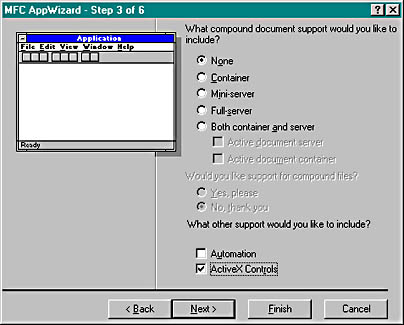 MFC AppWizard - Step 3 of 6
Application
File Edit View Window Help
Ready
What compound document support would you like to
include?
None
Container
Mini-server
Full-server
Both container and server
Active document server
Active document container
Would you like support for compound files?
Yes, please
No, thank you
What other support would you like to include?
Automation
ActiveX Controls
< Back
Next >
Finish
Cancel